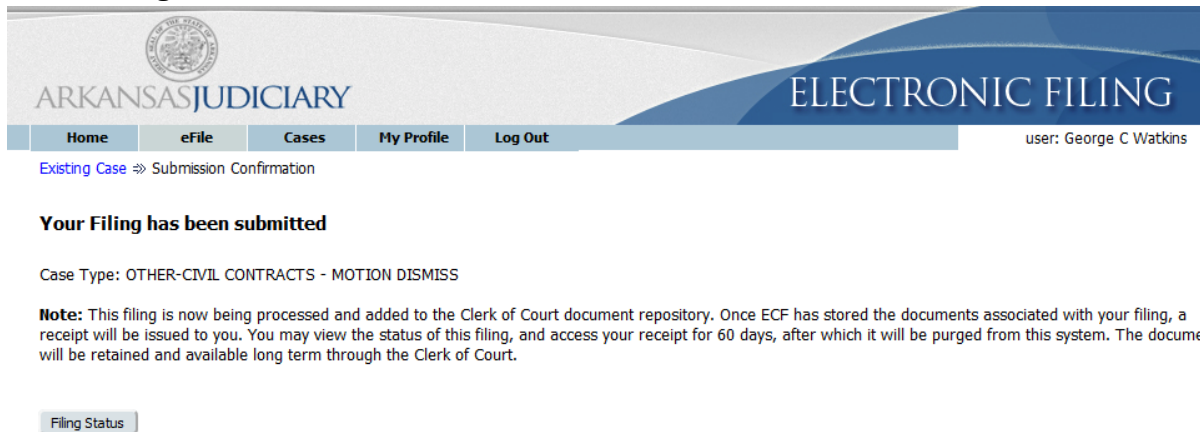 ARKANSASJUDICIARY
ELECTRONIC FILING
Home eFile Cases My Profile Log Out user: George C Watkins
Existing Case ⇒ Submission Confirmation
Your Filing has been submitted
Case Type: OTHER-CIVIL CONTRACTS - MOTION DISMISS
Note: This filing is now being processed and added to the Clerk of Court document repository. Once ECF has stored the documents associated with your filing, a
receipt will be issued to you. You may view the status of this filing, and access your receipt for 60 days, after which it will be purged from this system. The docume
will be retained and available long term through the Clerk of Court.
Filing Status